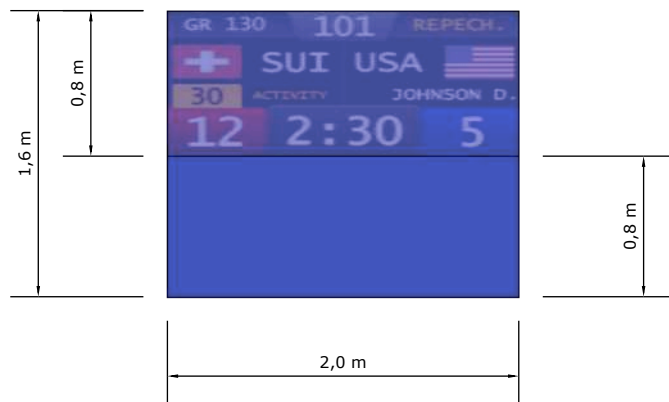 GR 130 101 REPECH.
SUI USA
30 ACTIVITY JOHNSON D.
12 2:30 5
0,8 m
1,6 m
0,8 m
2,0 m